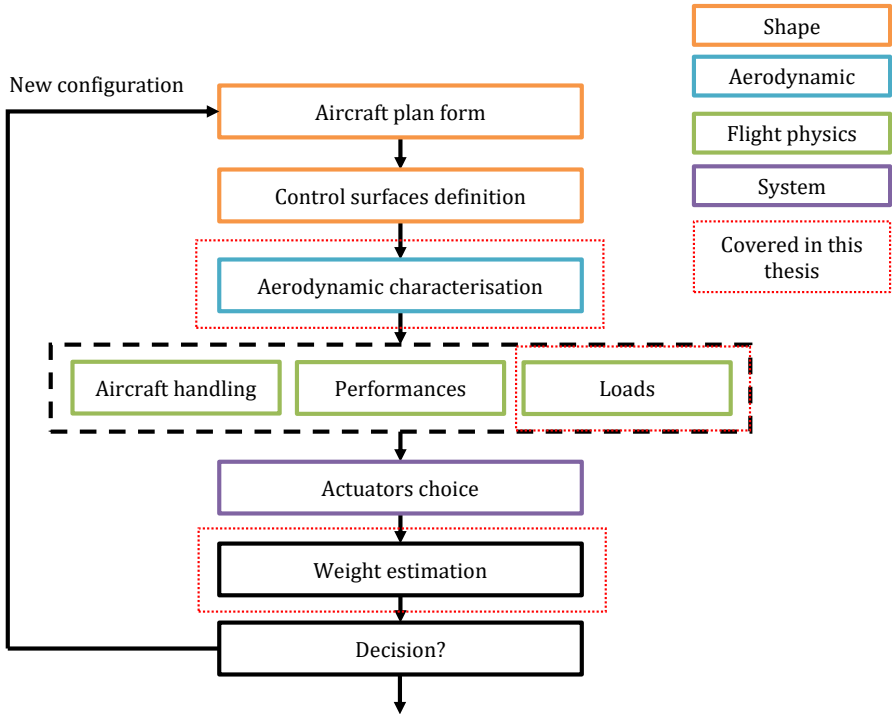 Shape
New configuration
Aerodynamic
Aircraft plan form
Flight physics
Control surfaces definition
System
Covered in this
thesis
Aerodynamic characterisation
Aircraft handling
Performances
Loads
Actuators choice
Weight estimation
Decision?